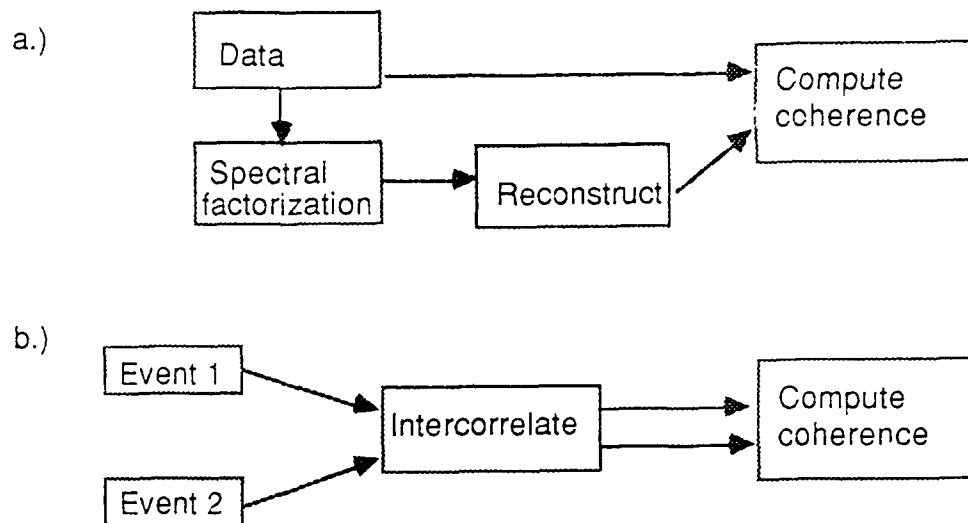 a.)
Data
Compute
coherence
Spectral
factorization
Reconstruct
b.)
Event 1
Intercorrelate
Compute
coherence
Event 2